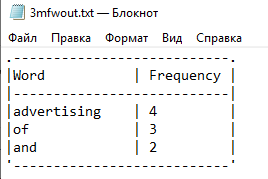 3mfwout.txt — Блокнот
Файл Правка Формат Вид Справка
.----------------------------.
|Word | Frequency |
|----------------------------|
|advertising | 4 |
|of | 3 |
|and | 2 |
'----------------------------'